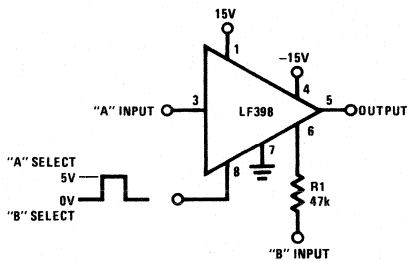 15V
1
−15V
4
"A" INPUT
3
LF398
5
OUTPUT
6
7
8
"A" SELECT
5V
0V
"B" SELECT
R1
47k
"B" INPUT